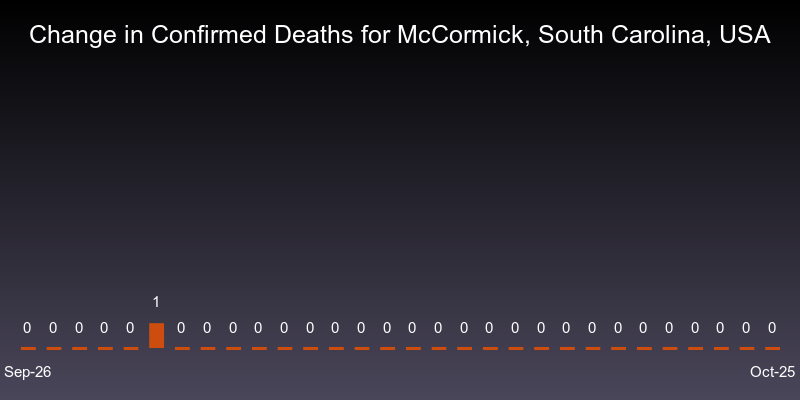 Change in Confirmed Deaths for McCormick, South Carolina, USA
1
0 0 0 0 0 0 0 0 0 0 0 0 0 0 0 0 0 0 0 0 0 0 0 0 0 0 0 0 0
Sep-26 Oct-25